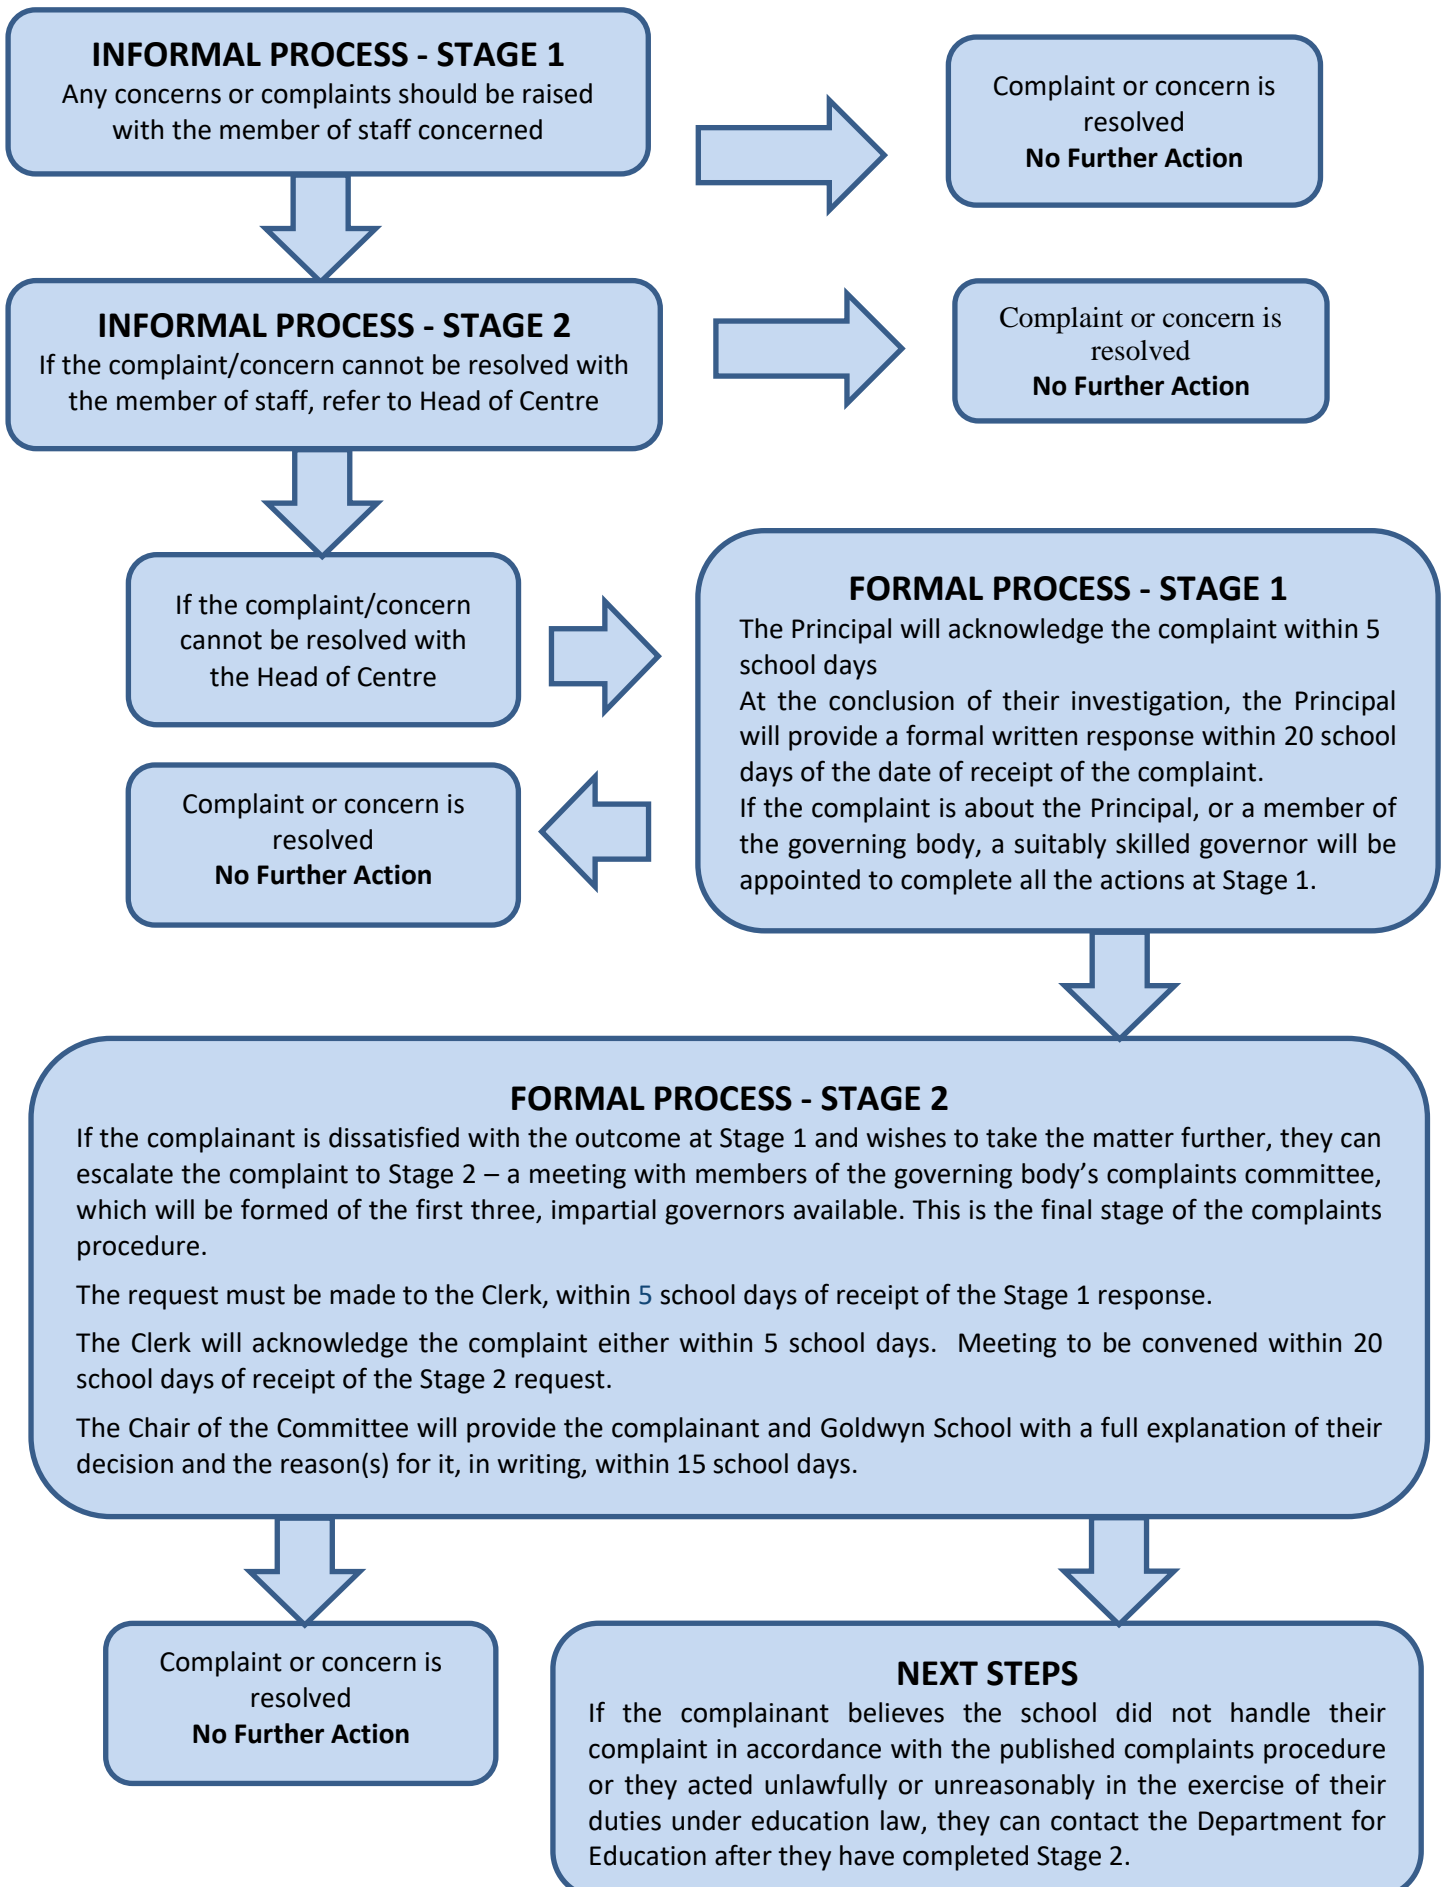 INFORMAL PROCESS - STAGE 1
Any concerns or complaints should be raised
with the member of staff concerned
Complaint or concern is
resolved
No Further Action
INFORMAL PROCESS - STAGE 2
If the complaint/concern cannot be resolved with
the member of staff, refer to Head of Centre
Complaint or concern is
resolved
No Further Action
If the complaint/concern
cannot be resolved with
the Head of Centre
FORMAL PROCESS - STAGE 1
The Principal will acknowledge the complaint within 5
school days
At the conclusion of their investigation, the Principal
will provide a formal written response within 20 school
days of the date of receipt of the complaint.
If the complaint is about the Principal, or a member of
the governing body, a suitably skilled governor will be
appointed to complete all the actions at Stage 1.
Complaint or concern is
resolved
No Further Action
FORMAL PROCESS - STAGE 2
If the complainant is dissatisfied with the outcome at Stage 1 and wishes to take the matter further, they can
escalate the complaint to Stage 2 – a meeting with members of the governing body’s complaints committee,
which will be formed of the first three, impartial governors available. This is the final stage of the complaints
procedure.
The request must be made to the Clerk, within 5 school days of receipt of the Stage 1 response.
The Clerk will acknowledge the complaint either within 5 school days. Meeting to be convened within 20
school days of receipt of the Stage 2 request.
The Chair of the Committee will provide the complainant and Goldwyn School with a full explanation of their
decision and the reason(s) for it, in writing, within 15 school days.
Complaint or concern is
resolved
No Further Action
NEXT STEPS
If the complainant believes the school did not handle their
complaint in accordance with the published complaints procedure
or they acted unlawfully or unreasonably in the exercise of their
duties under education law, they can contact the Department for
Education after they have completed Stage 2.